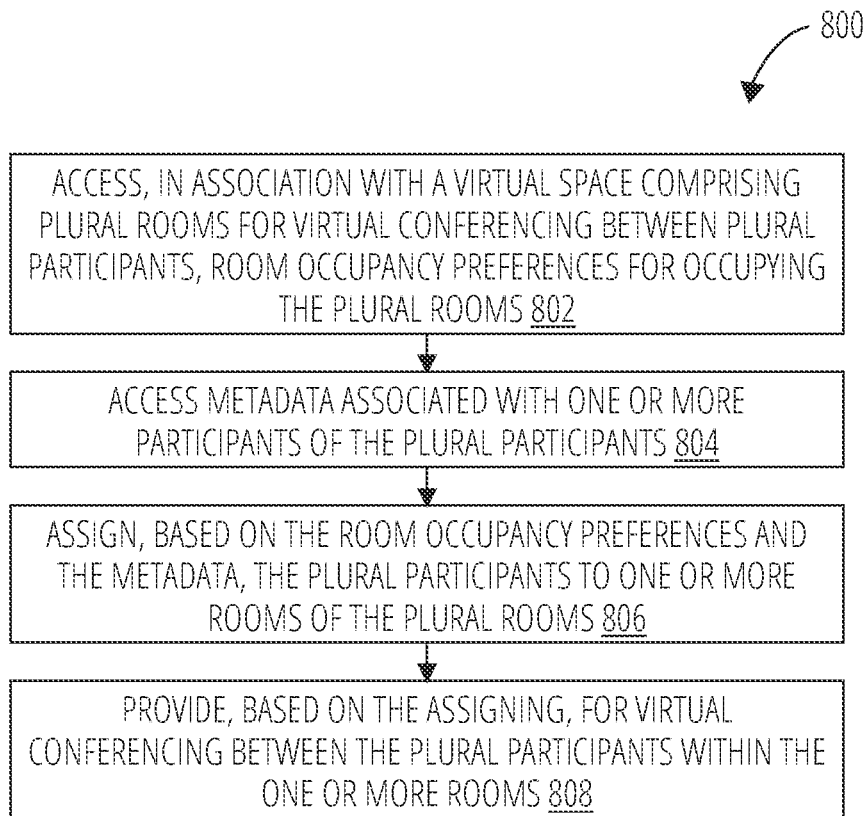 800
ACCESS, IN ASSOCIATION WITH A VIRTUAL SPACE COMPRISING
PLURAL ROOMS FOR VIRTUAL CONFERENCING BETWEEN PLURAL
PARTICIPANTS, ROOM OCCUPANCY PREFERENCES FOR OCCUPYING
THE PLURAL ROOMS 802
ACCESS METADATA ASSOCIATED WITH ONE OR MORE
PARTICIPANTS OF THE PLURAL PARTICIPANTS 804
ASSIGN, BASED ON THE ROOM OCCUPANCY PREFERENCES AND
THE METADATA, THE PLURAL PARTICIPANTS TO ONE OR MORE
ROOMS OF THE PLURAL ROOMS 806
PROVIDE, BASED ON THE ASSIGNING, FOR VIRTUAL
CONFERENCING BETWEEN THE PLURAL PARTICIPANTS WITHIN THE
ONE OR MORE ROOMS 808